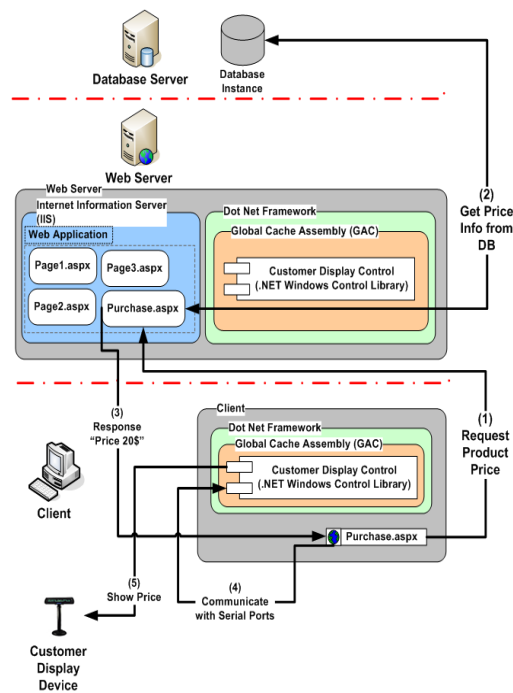 Database Server
Database
Instance
Web Server
Web Server
Internet Information Server
(IIS)
Web Application
Page1.aspx
Page3.aspx
Page2.aspx
Purchase.aspx
Dot Net Framework
Global Cache Assembly (GAC)
Customer Display Control
(.NET Windows Control Library)
(2)
Get Price
Info from
DB
(3)
Response
“Price 20$”
(1)
Request
Product
Price
Client
Client
Dot Net Framework
Global Cache Assembly (GAC)
Customer Display Control
(.NET Windows Control Library)
Purchase.aspx
(5)
Show Price
(4)
Communicate
with Serial Ports
Customer
Display
Device